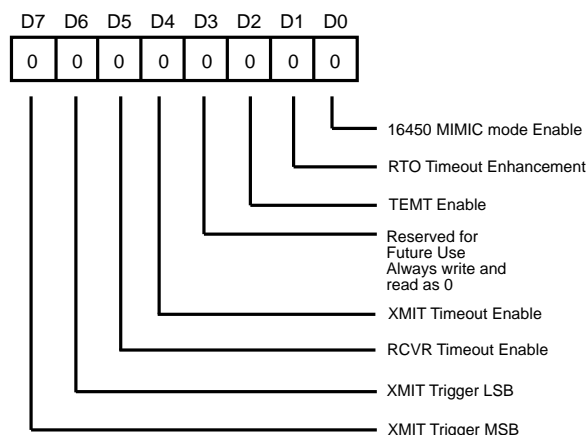 D7 D6 D5 D4 D3 D2 D1 D0
0 0 0 0 0 0 0 0
16450 MIMIC mode Enable
RTO Timeout Enhancement
TEMT Enable
Reserved for
Future Use
Always write and
read as 0
XMIT Timeout Enable
RCVR Timeout Enable
XMIT Trigger LSB
XMIT Trigger MSB